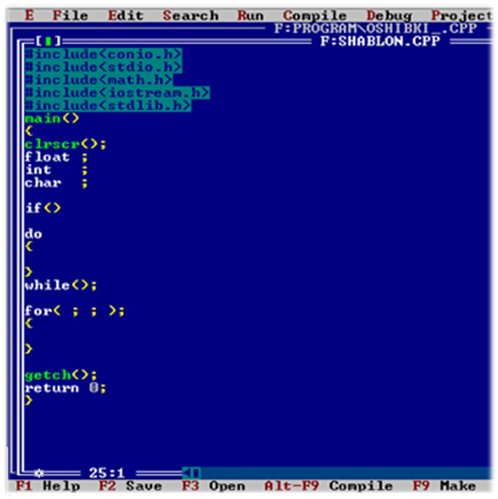 E File Edit Search Run Compile Debug Project
F:PROGRAM\OSHIBKI_.CPP
F:SHABLON.CPP
#include<conio.h>
#include<stdio.h>
#include<math.h>
#include<iostream.h>
#include<stdlib.h>
main()
{
clrscr();
float ;
int ;
char ;
if()
do
{
}
while();
for( ; ; );
{
}
getch();
return 0;
}
25:1
F1 Help F2 Save F3 Open Alt-F9 Compile F9 Make